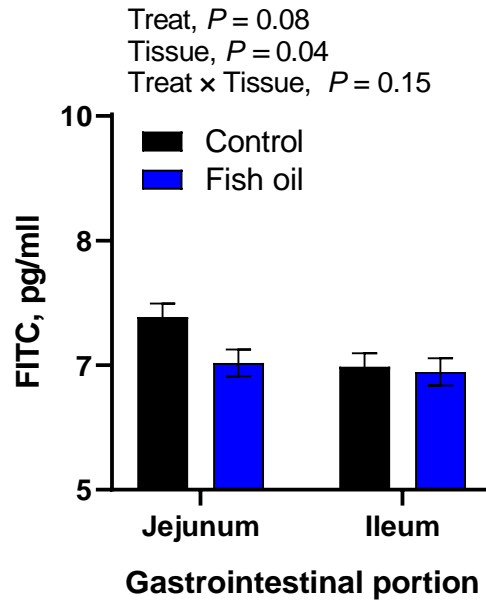 Treat, P = 0.08
Tissue, P = 0.04
Treat × Tissue, P = 0.15
10
Control
Fish oil
8
FITC, pg/mll
7
5
Jejunum Ileum
Gastrointestinal portion